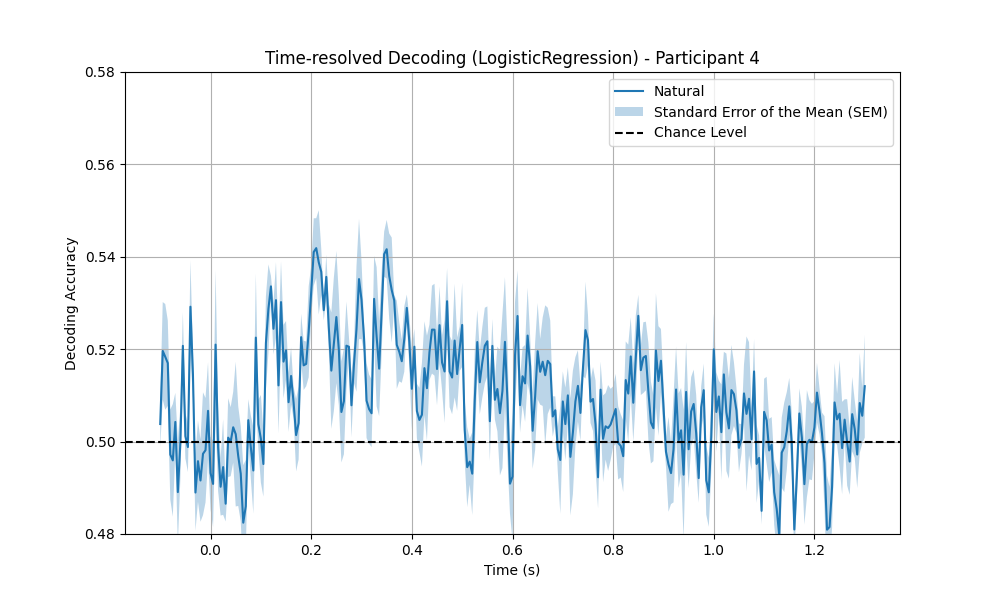 Time-resolved Decoding (LogisticRegression) - Participant 4
Natural
Standard Error of the Mean (SEM)
Chance Level
Decoding Accuracy
0.58
0.56
0.54
0.52
0.50
0.48
0.0 0.2 0.4 0.6 0.8 1.0 1.2
Time (s)